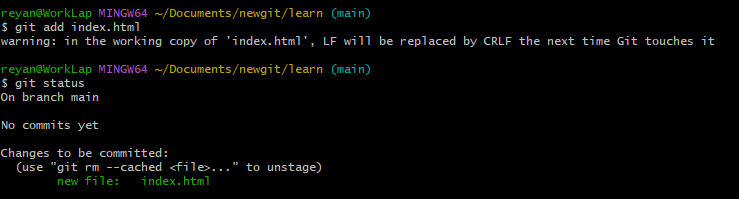 reyan@WorkLap MINGW64 ~/Documents/newgit/learn (main)
$ git add index.html
warning: in the working copy of 'index.html', LF will be replaced by CRLF the next time Git touches it

reyan@WorkLap MINGW64 ~/Documents/newgit/learn (main)
$ git status
On branch main

No commits yet

Changes to be committed:
  (use "git rm --cached <file>..." to unstage)
        new file:   index.html